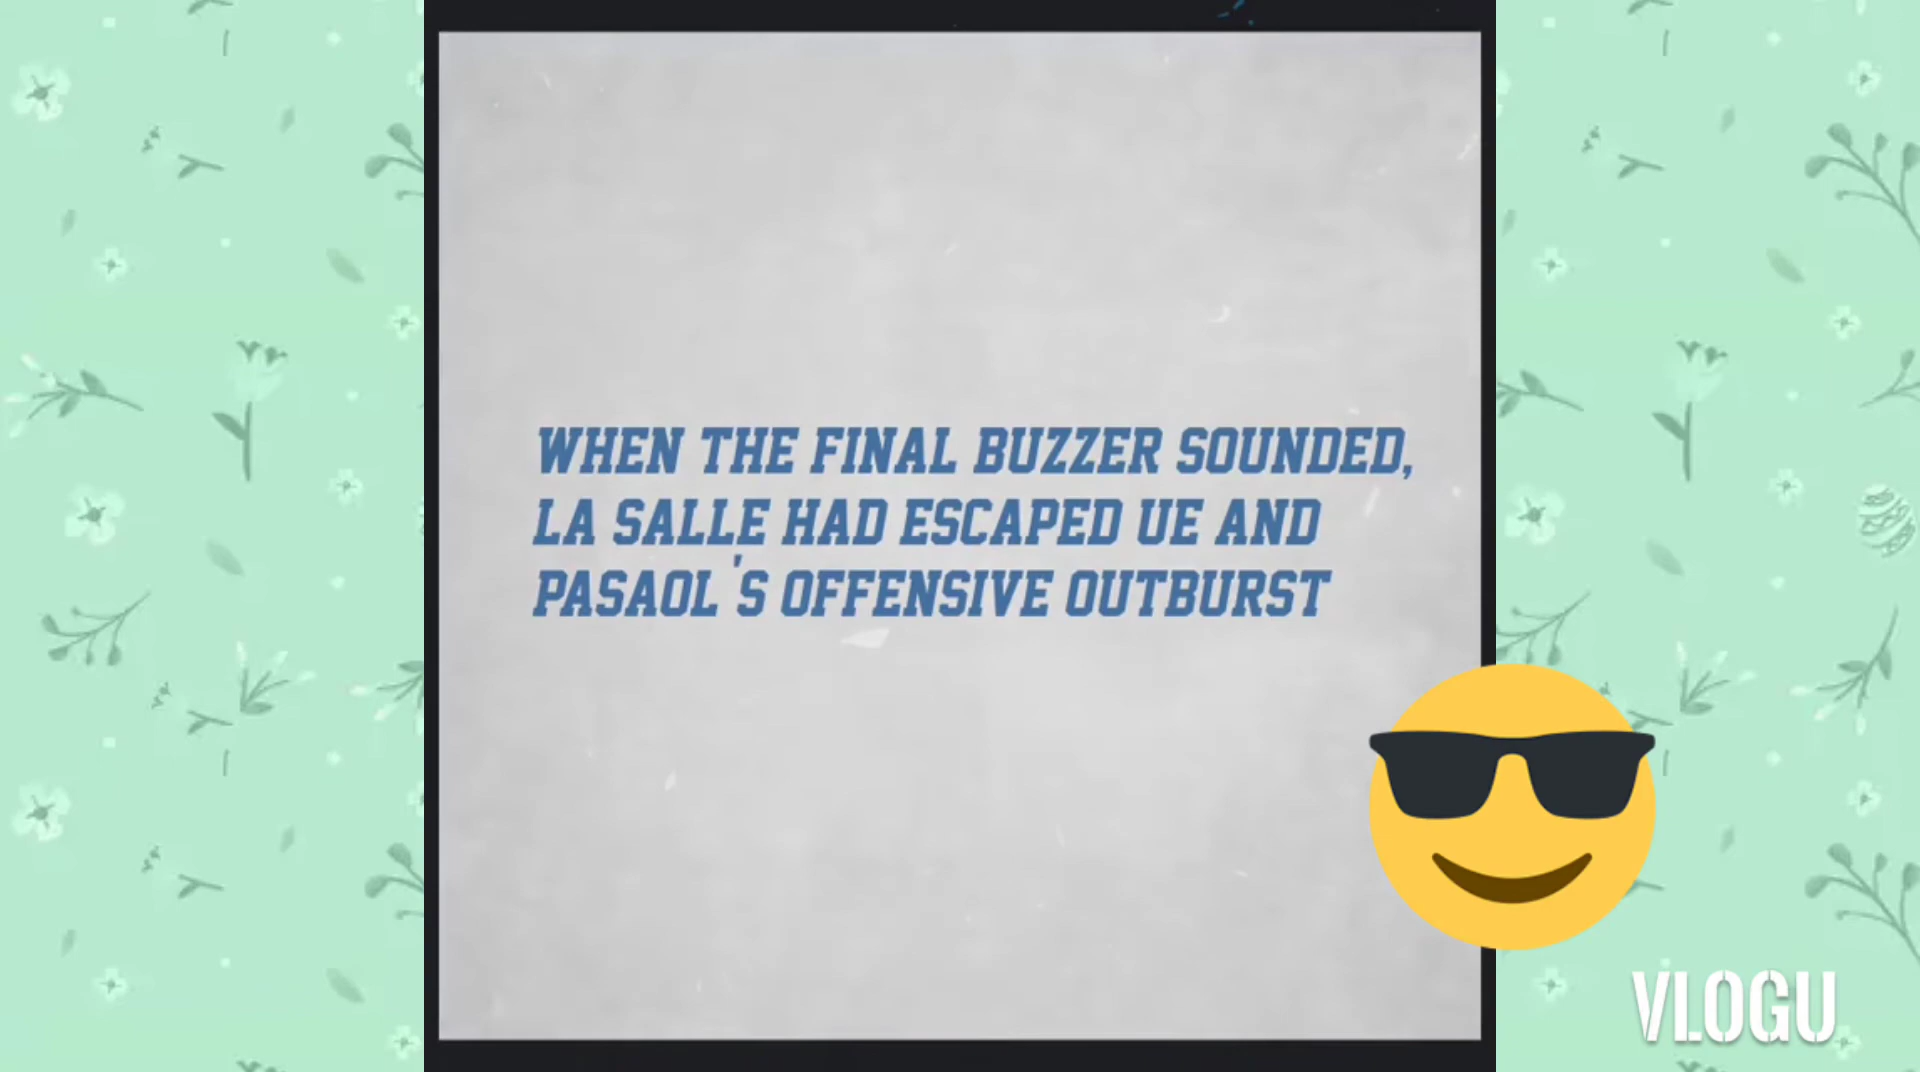 WHEN THE FINAL BUZZER SOUNDED,
LA SALLE HAD ESCAPED UE AND
PASAOL'S OFFENSIVE OUTBURST
VLOGU